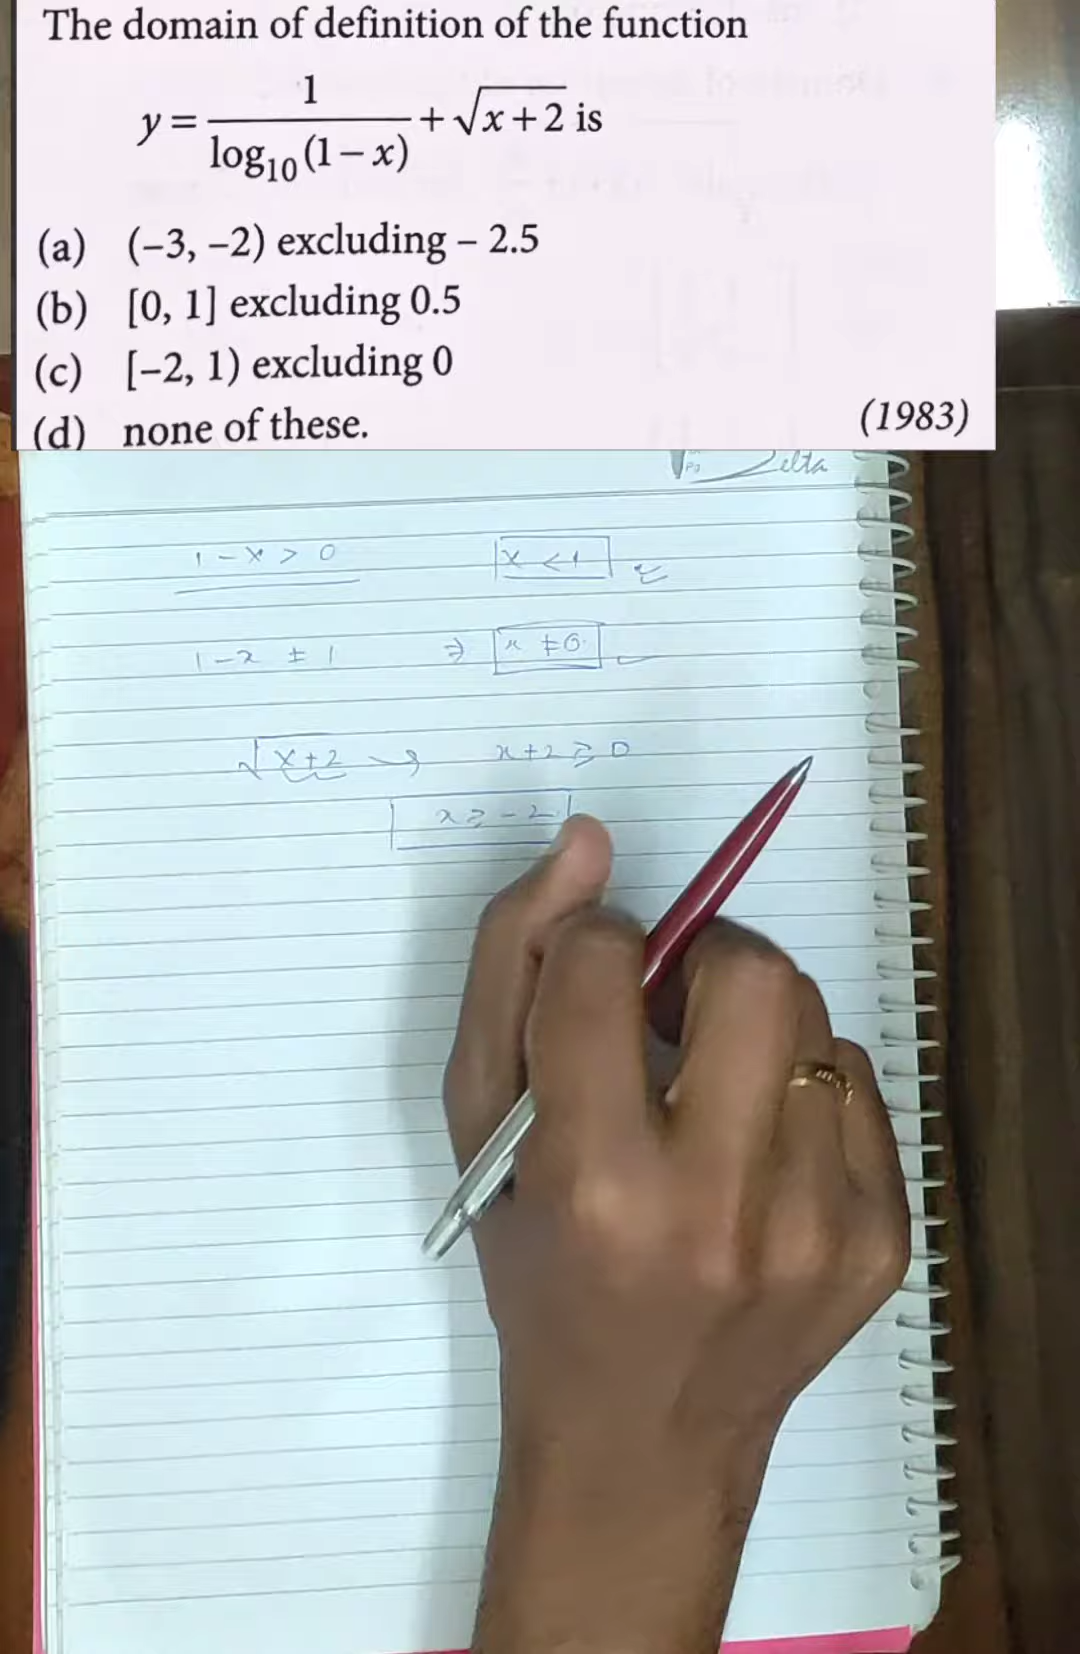 The domain of definition of the function
y = 1/log₁₀(1 – x) + √(x + 2) is
(a) (–3, –2) excluding – 2.5
(b) [0, 1] excluding 0.5
(c) [–2, 1) excluding 0
(d) none of these.
(1983)
elta
1 - x > 0 x < 1
1 - x ≠ 1 ⇒ x ≠ 0
√x+2 → x+2 ≥ 0
x ≥ -2